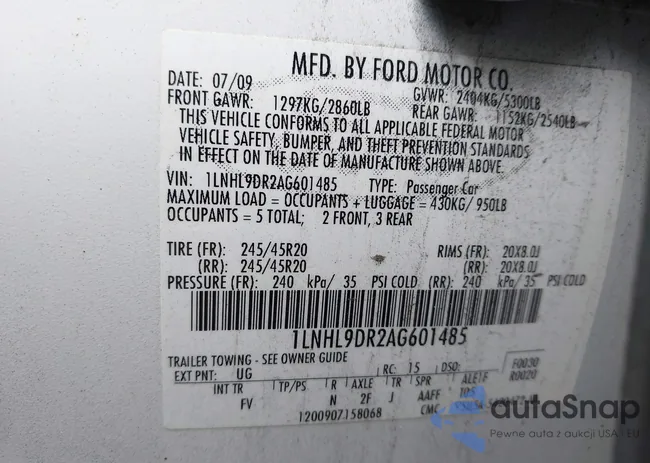 MFD. BY FORD MOTOR CO.
DATE: 07/09 GVWR: 2404KG/5300LB
FRONT GAWR: 1297KG/2860LB REAR GAWR: 1152KG/2540LB
THIS VEHICLE CONFORMS TO ALL APPLICABLE FEDERAL MOTOR
VEHICLE SAFETY, BUMPER, AND THEFT PREVENTION STANDARDS
IN EFFECT ON THE DATE OF MANUFACTURE SHOWN ABOVE.
VIN: 1LNHL9DR2AG601485 TYPE: Passenger Car
MAXIMUM LOAD = OCCUPANTS + LUGGAGE = 430KG/ 950LB
OCCUPANTS = 5 TOTAL; 2 FRONT, 3 REAR
TIRE (FR): 245/45R20 RIMS (FR): 20X8.0J
(RR): 245/45R20 (RR): 20X8.0J
PRESSURE (FR): 240 kPa/ 35 PSI COLD (RR): 240 kPa/ 35 PSI COLD
1LNHL9DR2AG601485
TRAILER TOWING - SEE OWNER GUIDE
EXT PNT: UG RC: 15 DSO: F0030
R0020
INT TR TP/PS R AXLE TR SPR
FV N 2F J AAFF
1200907158068 CMC
autaSnap
Pewne auta z aukcji USA i EU